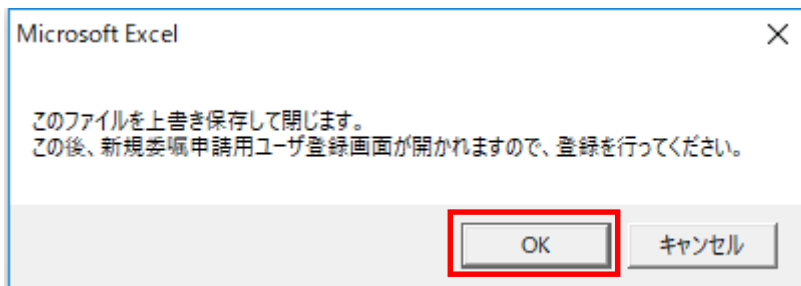 Microsoft Excel
このファイルを上書き保存して閉じます。
この後、新規委嘱申請用ユーザ登録画面が開かれますので、登録を行ってください。
OK
キャンセル